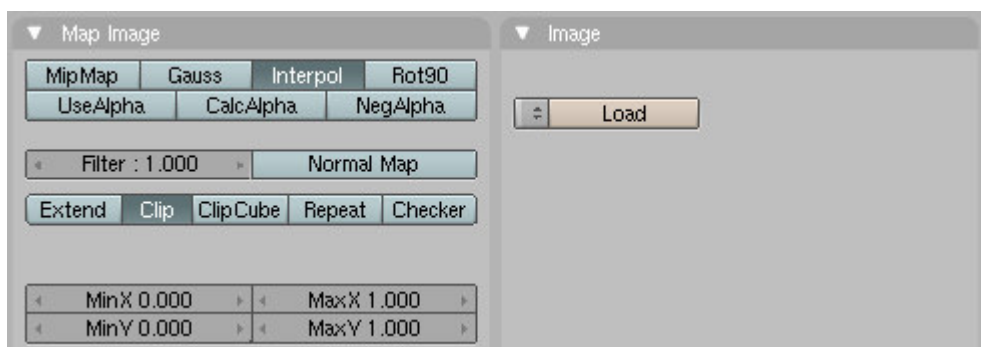 Map Image
MipMap Gauss Interpol Rot90
UseAlpha CalcAlpha NegAlpha
Filter : 1.000 Normal Map
Extend Clip ClipCube Repeat Checker
MinX 0.000 MaxX 1.000
MinY 0.000 MaxY 1.000
Image
Load